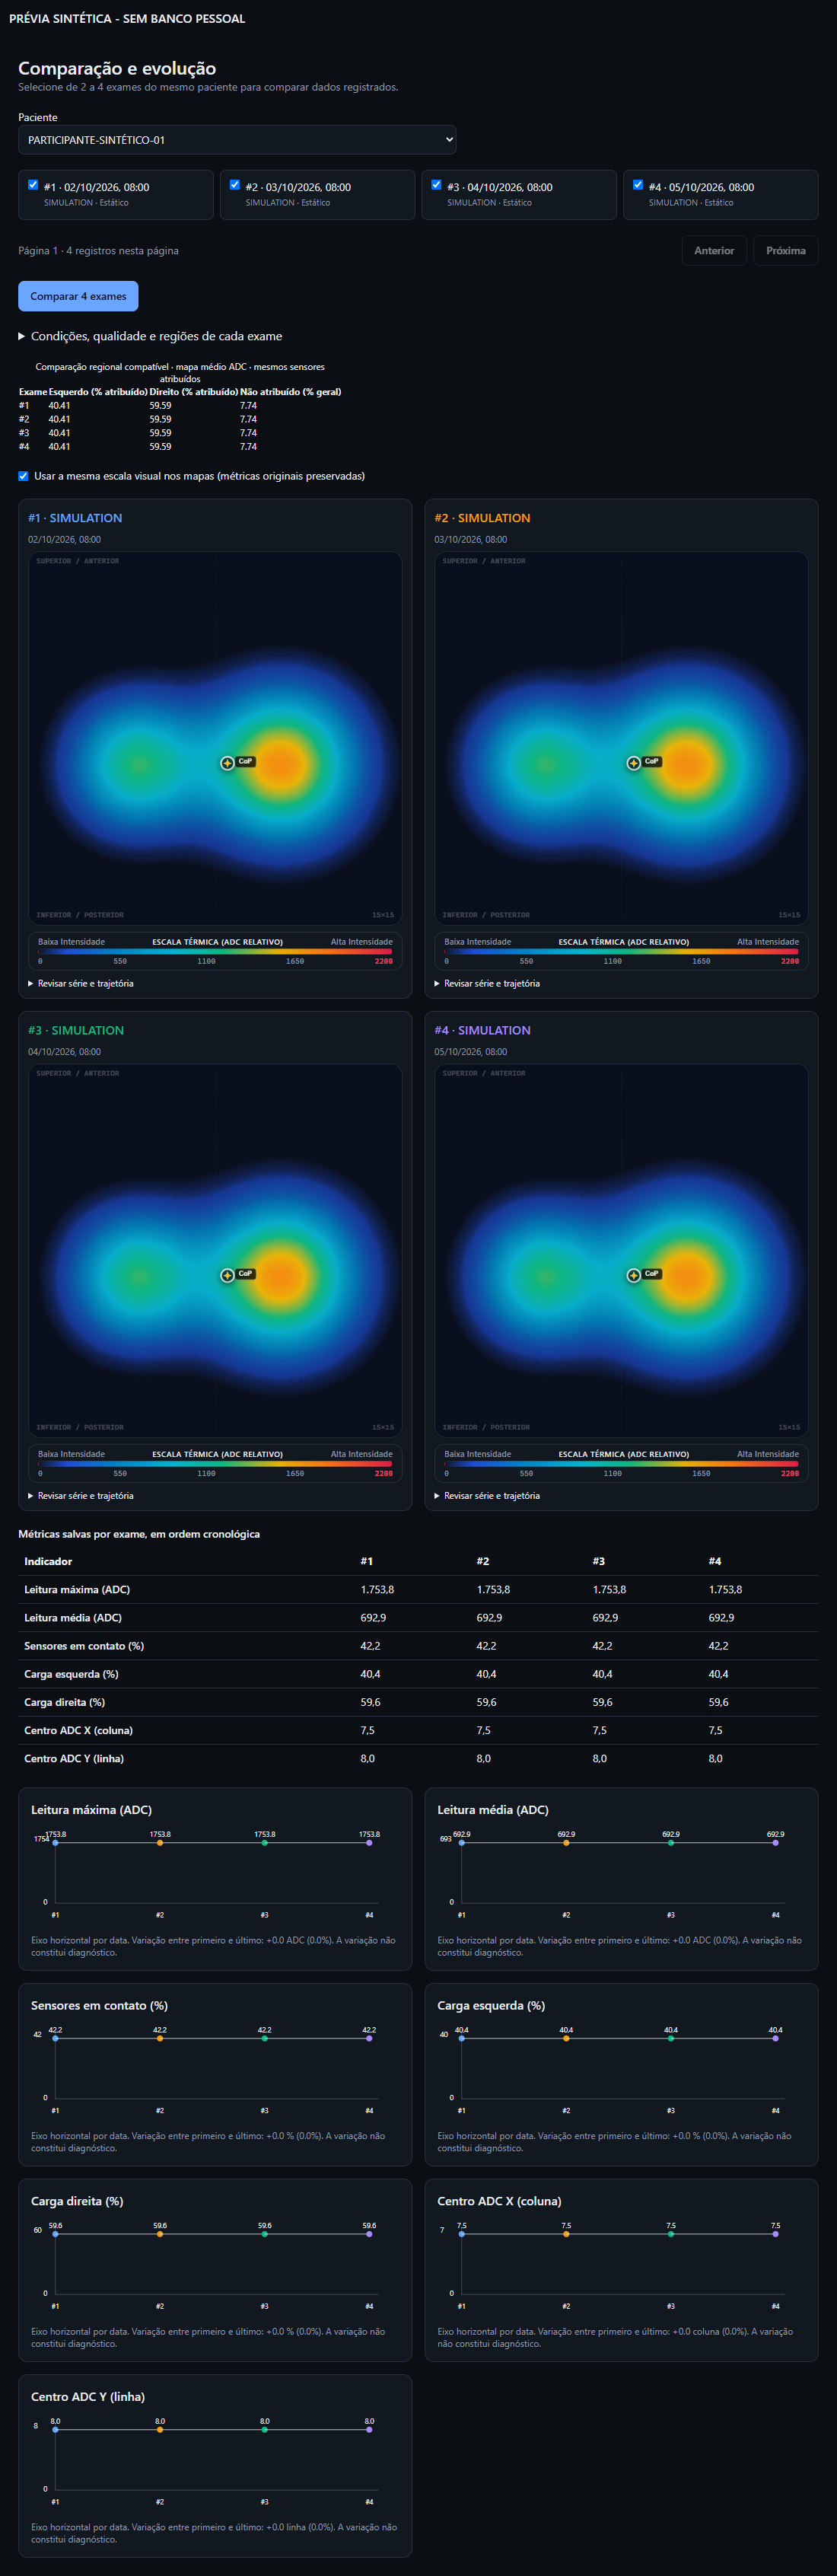 PRÉVIA SINTÉTICA - SEM BANCO PESSOAL
Comparação e evolução
Selecione de 2 a 4 exames do mesmo paciente para comparar dados registrados.
Paciente
PARTICIPANTE-SINTÉTICO-01
#1 · 02/10/2026, 08:00
SIMULATION · Estático
#2 · 03/10/2026, 08:00
SIMULATION · Estático
#3 · 04/10/2026, 08:00
SIMULATION · Estático
#4 · 05/10/2026, 08:00
SIMULATION · Estático
Página 1 · 4 registros nesta página
Anterior
Próxima
Comparar 4 exames
Condições, qualidade e regiões de cada exame
Comparação regional compatível · mapa médio ADC · mesmos sensores
atribuídos
Exame Esquerdo (% atribuído) Direito (% atribuído) Não atribuído (% geral)
#1 40.41 59.59 7.74
#2 40.41 59.59 7.74
#3 40.41 59.59 7.74
#4 40.41 59.59 7.74
Usar a mesma escala visual nos mapas (métricas originais preservadas)
#1 · SIMULATION
02/10/2026, 08:00
SUPERIOR / ANTERIOR
CoP
INFERIOR / POSTERIOR
15×15
Baixa Intensidade ESCALA TÉRMICA (ADC RELATIVO) Alta Intensidade
0 550 1100 1650 2200
Revisar série e trajetória
#2 · SIMULATION
03/10/2026, 08:00
SUPERIOR / ANTERIOR
CoP
INFERIOR / POSTERIOR
15×15
Baixa Intensidade ESCALA TÉRMICA (ADC RELATIVO) Alta Intensidade
0 550 1100 1650 2200
Revisar série e trajetória
#3 · SIMULATION
04/10/2026, 08:00
SUPERIOR / ANTERIOR
CoP
INFERIOR / POSTERIOR
15×15
Baixa Intensidade ESCALA TÉRMICA (ADC RELATIVO) Alta Intensidade
0 550 1100 1650 2200
Revisar série e trajetória
#4 · SIMULATION
05/10/2026, 08:00
SUPERIOR / ANTERIOR
CoP
INFERIOR / POSTERIOR
15×15
Baixa Intensidade ESCALA TÉRMICA (ADC RELATIVO) Alta Intensidade
0 550 1100 1650 2200
Revisar série e trajetória
Métricas salvas por exame, em ordem cronológica
Indicador #1 #2 #3 #4
Leitura máxima (ADC) 1.753,8 1.753,8 1.753,8 1.753,8
Leitura média (ADC) 692,9 692,9 692,9 692,9
Sensores em contato (%) 42,2 42,2 42,2 42,2
Carga esquerda (%) 40,4 40,4 40,4 40,4
Carga direita (%) 59,6 59,6 59,6 59,6
Centro ADC X (coluna) 7,5 7,5 7,5 7,5
Centro ADC Y (linha) 8,0 8,0 8,0 8,0
Leitura máxima (ADC)
1753.8 1753.8 1753.8 1753.8
1754
0
#1 #2 #3 #4
Eixo horizontal por data. Variação entre primeiro e último: +0.0 ADC (0.0%). A variação não
constitui diagnóstico.
Leitura média (ADC)
692.9 692.9 692.9 692.9
693
0
#1 #2 #3 #4
Eixo horizontal por data. Variação entre primeiro e último: +0.0 ADC (0.0%). A variação não
constitui diagnóstico.
Sensores em contato (%)
42.2 42.2 42.2 42.2
42
0
#1 #2 #3 #4
Eixo horizontal por data. Variação entre primeiro e último: +0.0 % (0.0%). A variação não
constitui diagnóstico.
Carga esquerda (%)
40.4 40.4 40.4 40.4
40
0
#1 #2 #3 #4
Eixo horizontal por data. Variação entre primeiro e último: +0.0 % (0.0%). A variação não
constitui diagnóstico.
Carga direita (%)
59.6 59.6 59.6 59.6
60
0
#1 #2 #3 #4
Eixo horizontal por data. Variação entre primeiro e último: +0.0 % (0.0%). A variação não
constitui diagnóstico.
Centro ADC X (coluna)
7.5 7.5 7.5 7.5
7
0
#1 #2 #3 #4
Eixo horizontal por data. Variação entre primeiro e último: +0.0 coluna (0.0%). A variação
não constitui diagnóstico.
Centro ADC Y (linha)
8.0 8.0 8.0 8.0
8
0
#1 #2 #3 #4
Eixo horizontal por data. Variação entre primeiro e último: +0.0 linha (0.0%). A variação não
constitui diagnóstico.